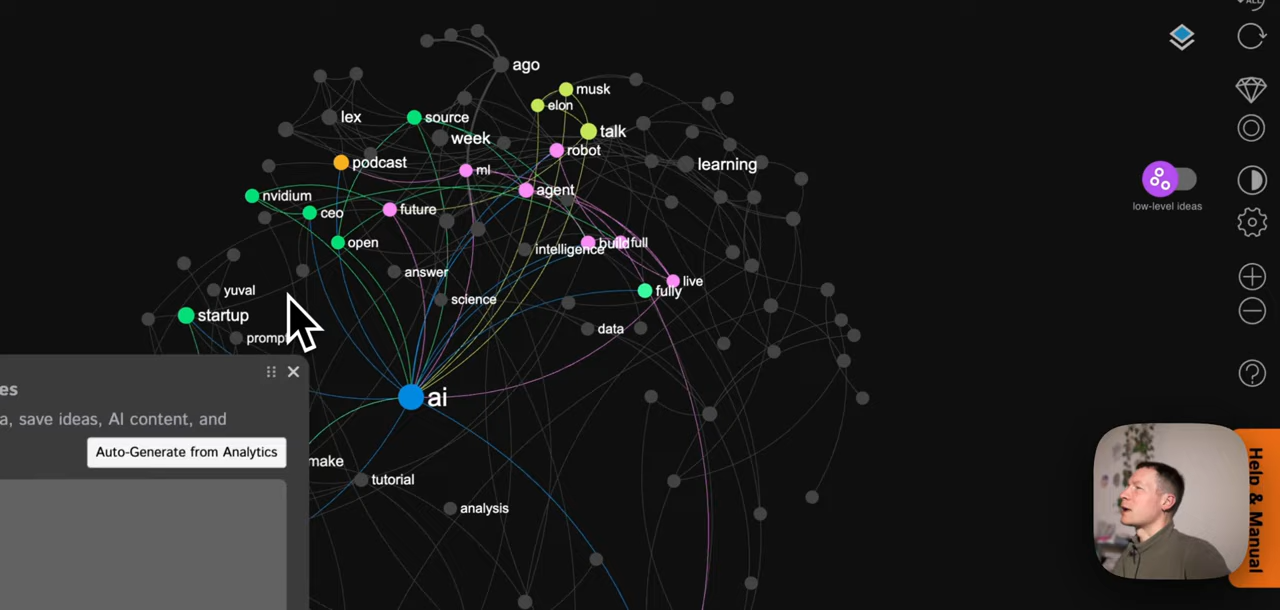 ALL
ago
musk
elon
lex
source
talk
week
robot
podcast
ml
learning
nvidium
agent
ceo
future
low-level ideas
open
intelligence
build
full
answer
live
yuval
fully
science
startup
data
prompt
es
ai
a, save ideas, AI content, and
Auto-Generate from Analytics
make
tutorial
analysis
Help & Manual